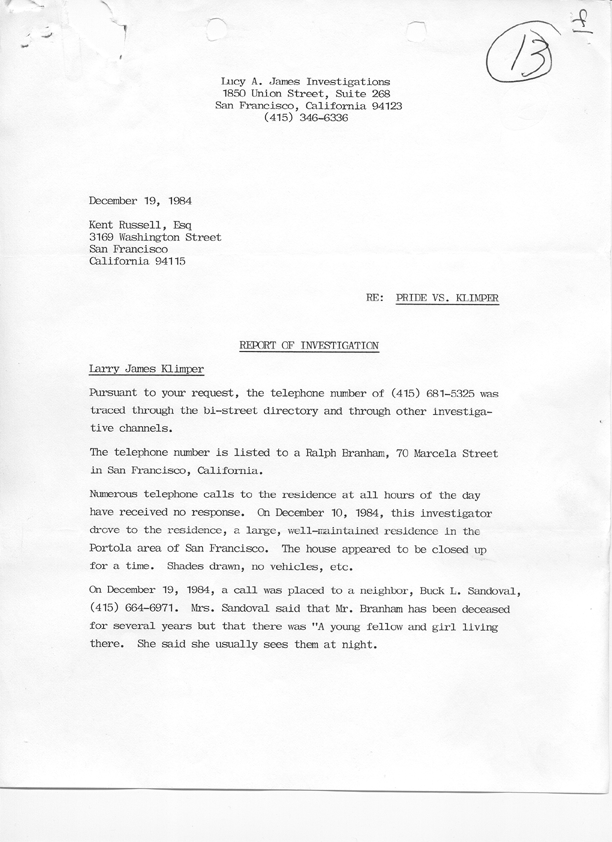 13
Lucy A. James Investigations
1850 Union Street, Suite 268
San Francisco, California 94123
(415) 346-6336
December 19, 1984
Kent Russell, Esq
3169 Washington Street
San Francisco
California 94115
RE: PRIDE VS. KLIMPER
REPORT OF INVESTIGATION
Larry James Klimper
Pursuant to your request, the telephone number of (415) 681-5325 was
traced through the bi-street directory and through other investiga-
tive channels.
The telephone number is listed to a Ralph Branham, 70 Marcela Street
in San Francisco, California.
Numerous telephone calls to the residence at all hours of the day
have received no response. On December 10, 1984, this investigator
drove to the residence, a large, well-maintained residence in the
Portola area of San Francisco. The house appeared to be closed up
for a time. Shades drawn, no vehicles, etc.
On December 19, 1984, a call was placed to a neighbor, Buck L. Sandoval,
(415) 664-6971. Mrs. Sandoval said that Mr. Branham has been deceased
for several years but that there was "A young fellow and girl living
there. She said she usually sees them at night.